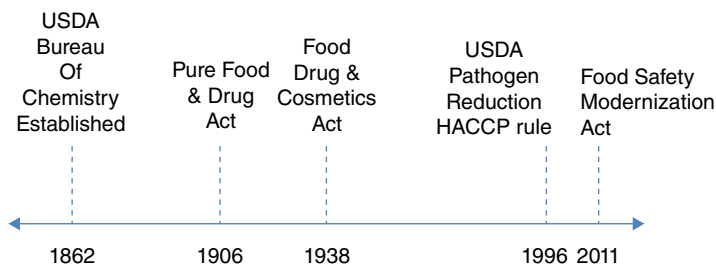 USDA
Bureau
Of
Chemistry
Established
Pure Food
& Drug
Act
Food
Drug &
Cosmetics
Act
USDA
Pathogen
Reduction
HACCP rule
Food Safety
Modernization
Act
1862
1906
1938
1996
2011